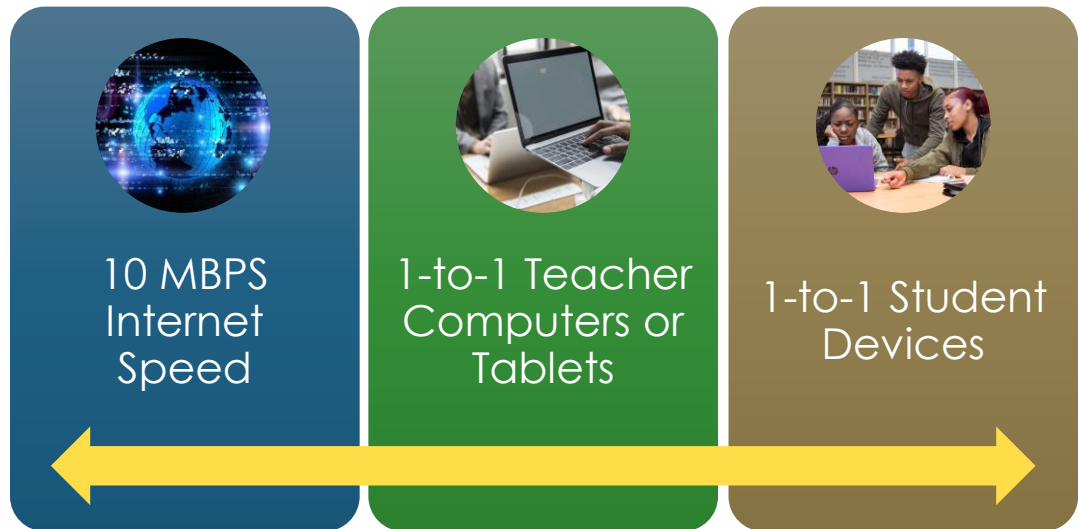 10 MBPS
Internet
Speed
1-to-1 Teacher
Computers or
Tablets
1-to-1 Student
Devices